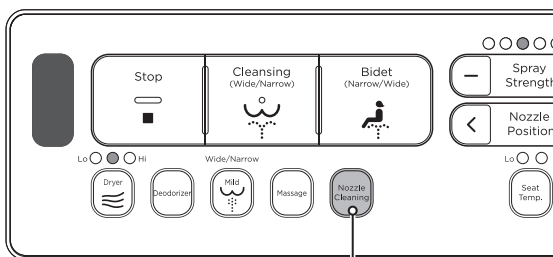 Stop
Cleansing
(Wide/Narrow)
Bidet
(Narrow/Wide)
Spray
Nozzle
Position
Lo Hi
Wide/Narrow
Lo
Dryer
Deodorizer
Mild
Massage
Nozzle
Cleaning
Seat
Temp.